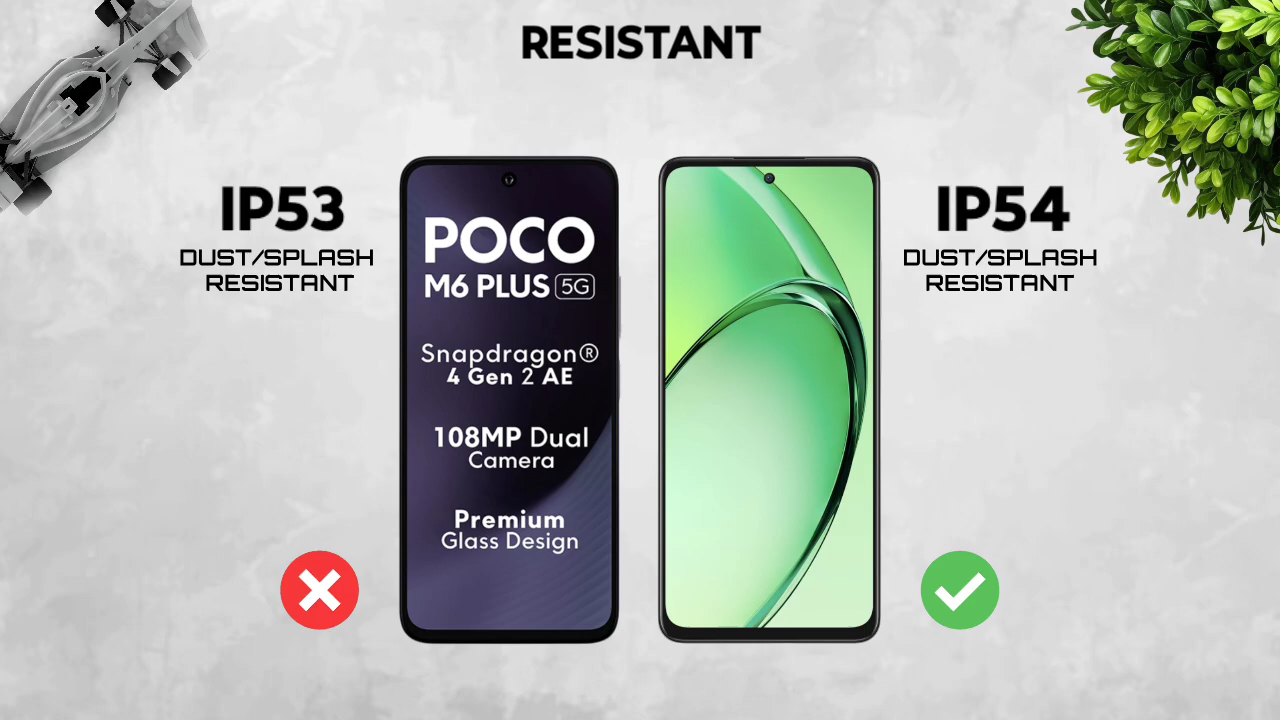 RESISTANT
IP53
DUST/SPLASH
RESISTANT
POCO
M6 PLUS 5G
Snapdragon®
4 Gen 2 AE
108MP Dual
Camera
Premium
Glass Design
IP54
DUST/SPLASH
RESISTANT